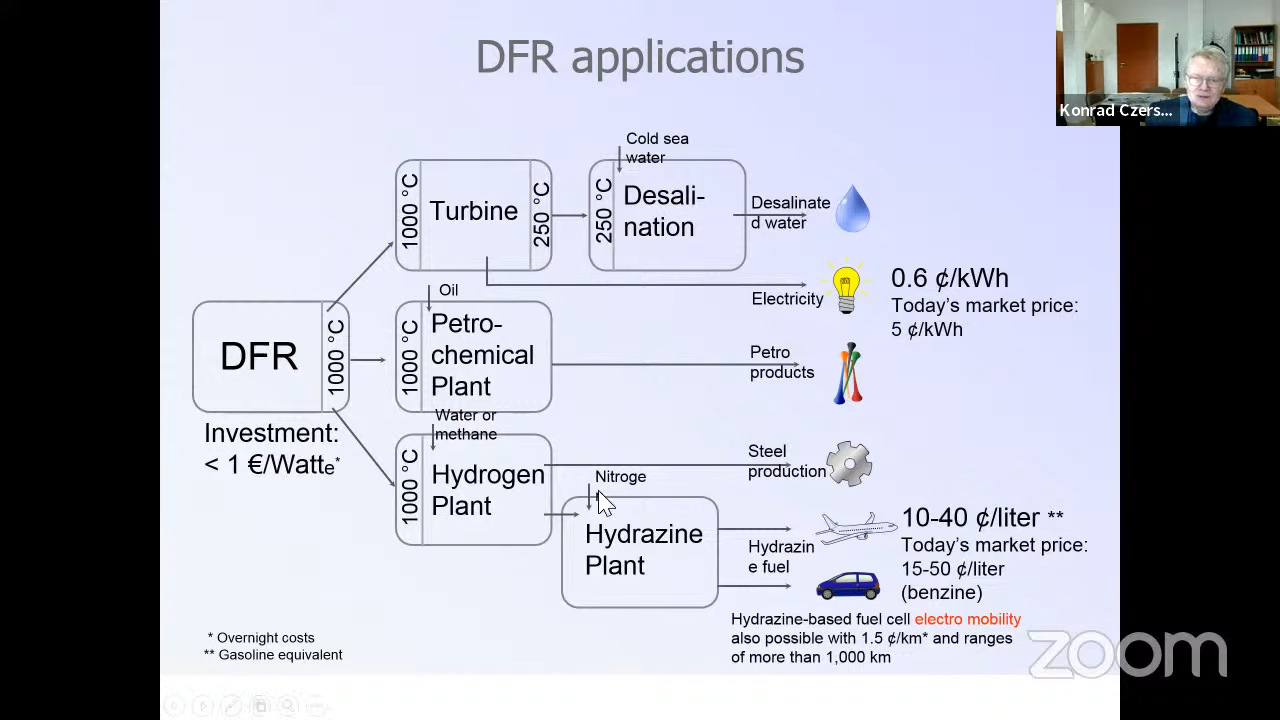 DFR applications
Konrad Czers...
Cold sea
water
1000 °C
Turbine
250 °C
250 °C
Desali-
nation
Desalinate
d water
Electricity
0.6 ¢/kWh
Today's market price:
5 ¢/kWh
Oil
DFR
1000 °C
1000 °C
Petro-
chemical
Plant
Petro
products
Investment:
< 1 €/Watte*
Water or
methane
1000 °C
Hydrogen
Plant
Steel
production
Nitroge
Hydrazine
Plant
Hydrazin
e fuel
10-40 ¢/liter **
Today's market price:
15-50 ¢/liter
(benzine)
Hydrazine-based fuel cell electro mobility
also possible with 1.5 ¢/km* and ranges
of more than 1,000 km
* Overnight costs
** Gasoline equivalent
zoom